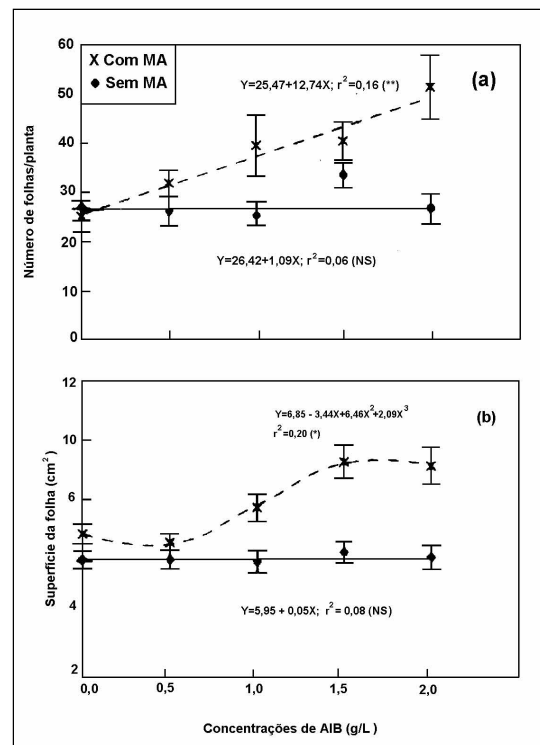 60
50
40
30
20
10
0
Número de folhas/planta
X Com MA
Sem MA
(a)
Y=25,47+12,74X; r²=0,16 (**)
Y=26,42+1,09X; r²=0,06 (NS)
12
10
6
4
2
Superfície da folha (cm²)
(b)
Y=6,85 - 3,44X+6,46X²+2,09X³
r²=0,20 (*)
Y=5,95 + 0,05X; r²= 0,08 (NS)
0,0 0,5 1,0 1,5 2,0
Concentrações de AIB (g/L )